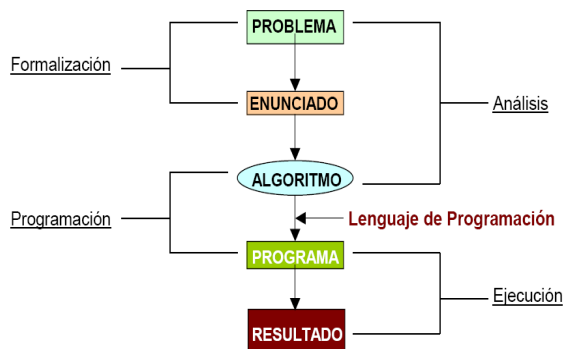 PROBLEMA
Formalización
ENUNCIADO
Análisis
ALGORITMO
Programación
Lenguaje de Programación
PROGRAMA
Ejecución
RESULTADO